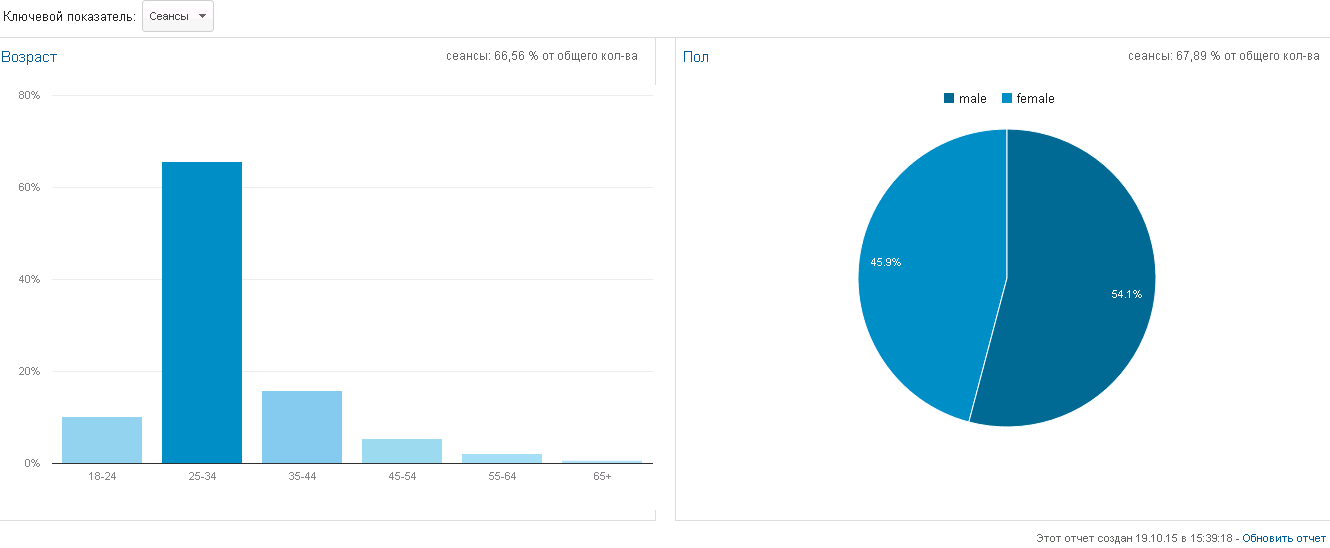 Ключевой показатель: Сеансы
Возраст
сеансы: 66,56 % от общего кол-ва
80%
60%
40%
20%
0%
18-24 25-34 35-44 45-54 55-64 65+
Пол
сеансы: 67,89 % от общего кол-ва
male female
45.9%
54.1%
Этот отчет создан 19.10.15 в 15:39:18 - Обновить отчет